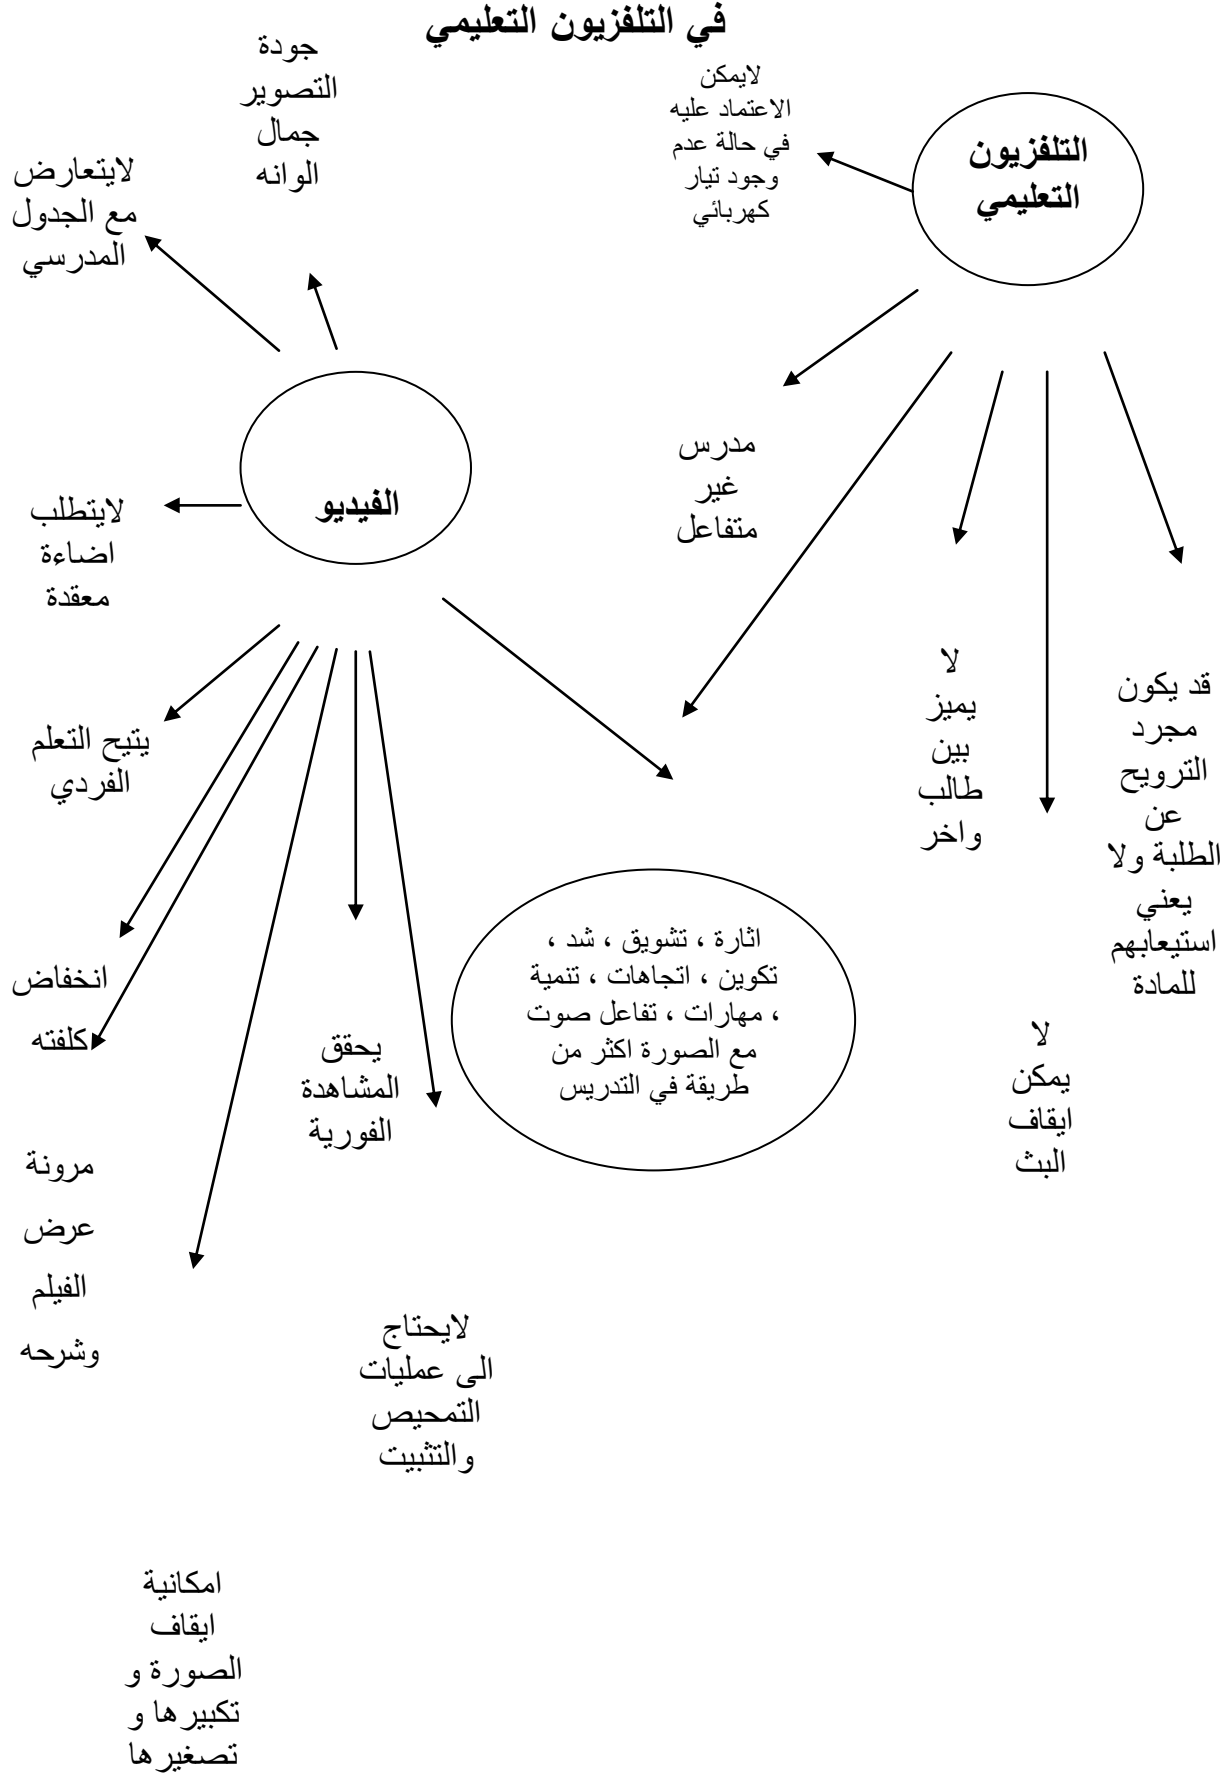 في التلفزيون التعليمي
لايمكن
الاعتماد عليه
في حالة عدم
وجود تيار
كهربائي
التلفزيون
التعليمي
جودة
التصوير
جمال
الوانه
لايتعارض
مع الجدول
المدرسي
مدرس
غير
متفاعل
الفيديو
لايتطلب
اضاءة
معقدة
قد يكون
مجرد
الترويح
عن
الطلبة ولا
يعني
استيعابهم
للمادة
لا
يميز
بين
طالب
واخر
يتيح التعلم
الفردي
اثارة ، تشويق ، شد ،
تكوين ، اتجاهات ، تنمية
، مهارات ، تفاعل صوت
مع الصورة اكثر من
طريقة في التدريس
انخفاض
كلفته
لا
يمكن
ايقاف
البث
يحقق
المشاهدة
الفورية
مرونة
عرض
الفيلم
وشرحه
لايحتاج
الى عمليات
التمحيص
والتثبيت
امكانية
ايقاف
الصورة و
تكبيرها و
تصغيرها